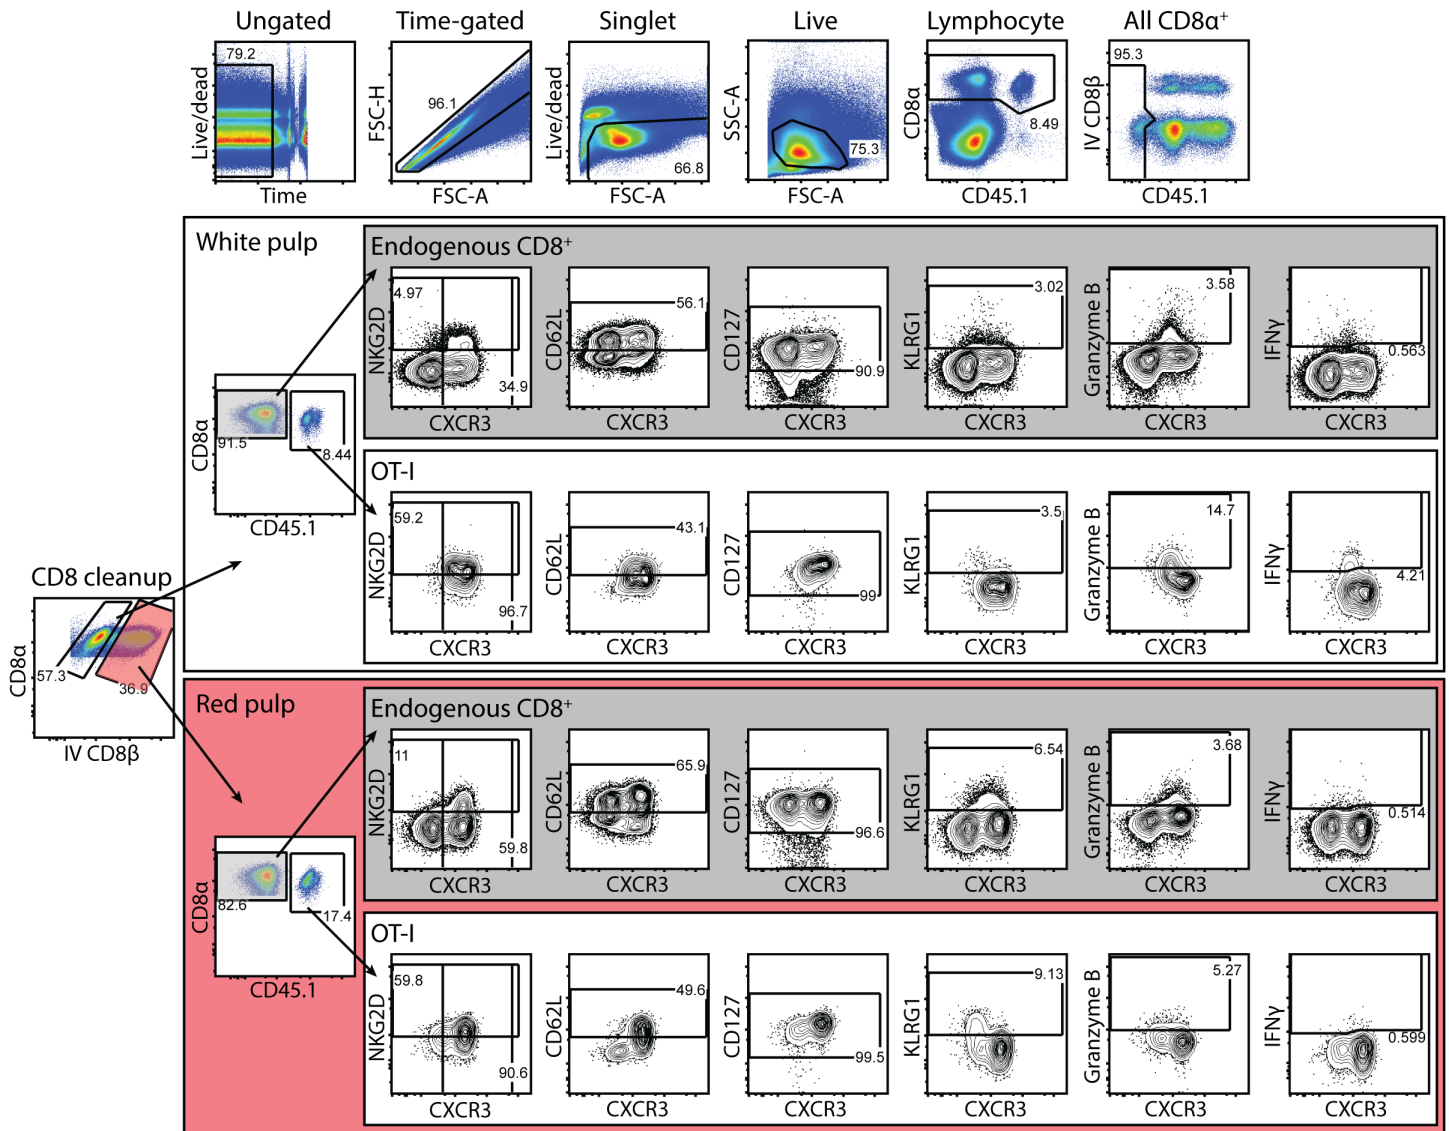 Ungated
Time-gated
Singlet
Live
Lymphocyte
All CD8α⁺
79.2
Live/dead
Time
96.1
FSC-H
FSC-A
66.8
Live/dead
FSC-A
75.3
SSC-A
FSC-A
8.49
CD8α
CD45.1
95.3
IV CD8β
CD45.1
CD8 cleanup
57.3
36.9
CD8α
IV CD8β
White pulp
91.5
8.44
CD8α
CD45.1
Endogenous CD8⁺
4.97
34.9
NKG2D
CXCR3
56.1
CD62L
CXCR3
90.9
CD127
CXCR3
3.02
KLRG1
CXCR3
3.58
Granzyme B
CXCR3
0.563
IFNγ
CXCR3
OT-I
59.2
96.7
NKG2D
CXCR3
43.1
CD62L
CXCR3
99
CD127
CXCR3
3.5
KLRG1
CXCR3
14.7
Granzyme B
CXCR3
4.21
IFNγ
CXCR3
Red pulp
82.6
17.4
CD8α
CD45.1
Endogenous CD8⁺
11
59.8
NKG2D
CXCR3
65.9
CD62L
CXCR3
96.6
CD127
CXCR3
6.54
KLRG1
CXCR3
3.68
Granzyme B
CXCR3
0.514
IFNγ
CXCR3
OT-I
59.8
90.6
NKG2D
CXCR3
49.6
CD62L
CXCR3
99.5
CD127
CXCR3
9.13
KLRG1
CXCR3
5.27
Granzyme B
CXCR3
0.599
IFNγ
CXCR3